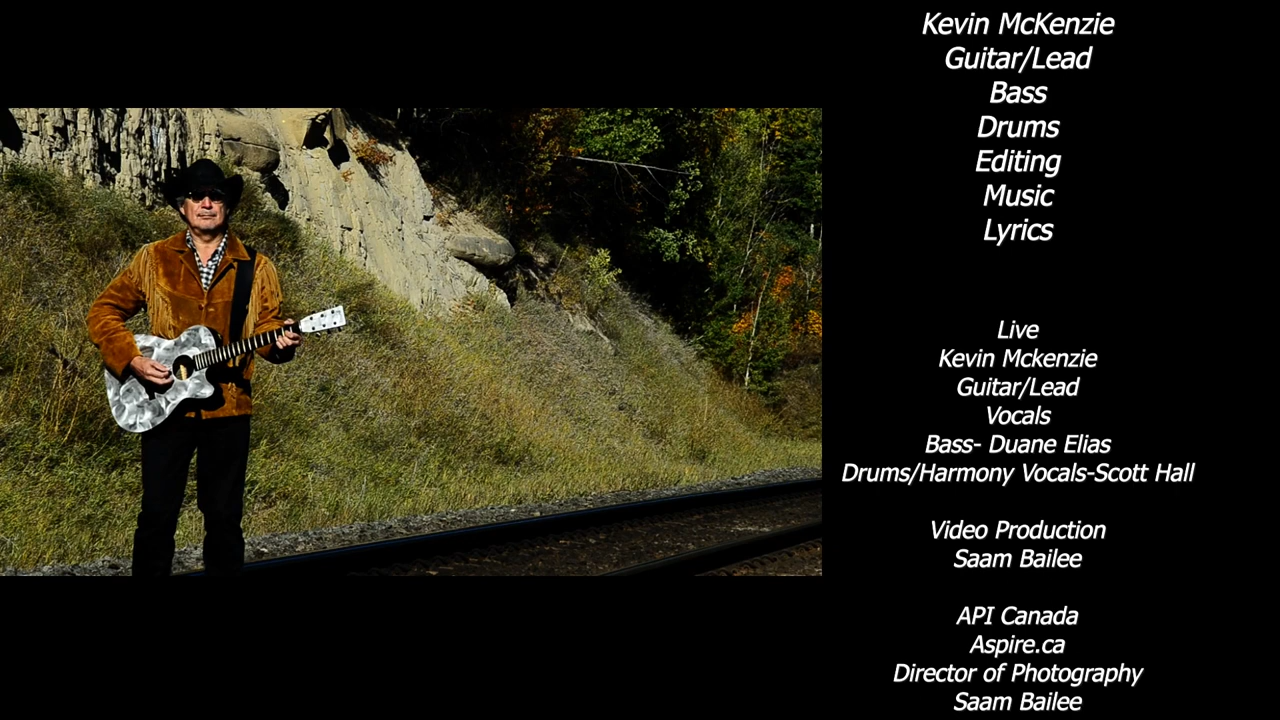 Kevin McKenzie
Guitar/Lead
Bass
Drums
Editing
Music
Lyrics
Live
Kevin Mckenzie
Guitar/Lead
Vocals
Bass- Duane Elias
Drums/Harmony Vocals-Scott Hall
Video Production
Saam Bailee
API Canada
Aspire.ca
Director of Photography
Saam Bailee